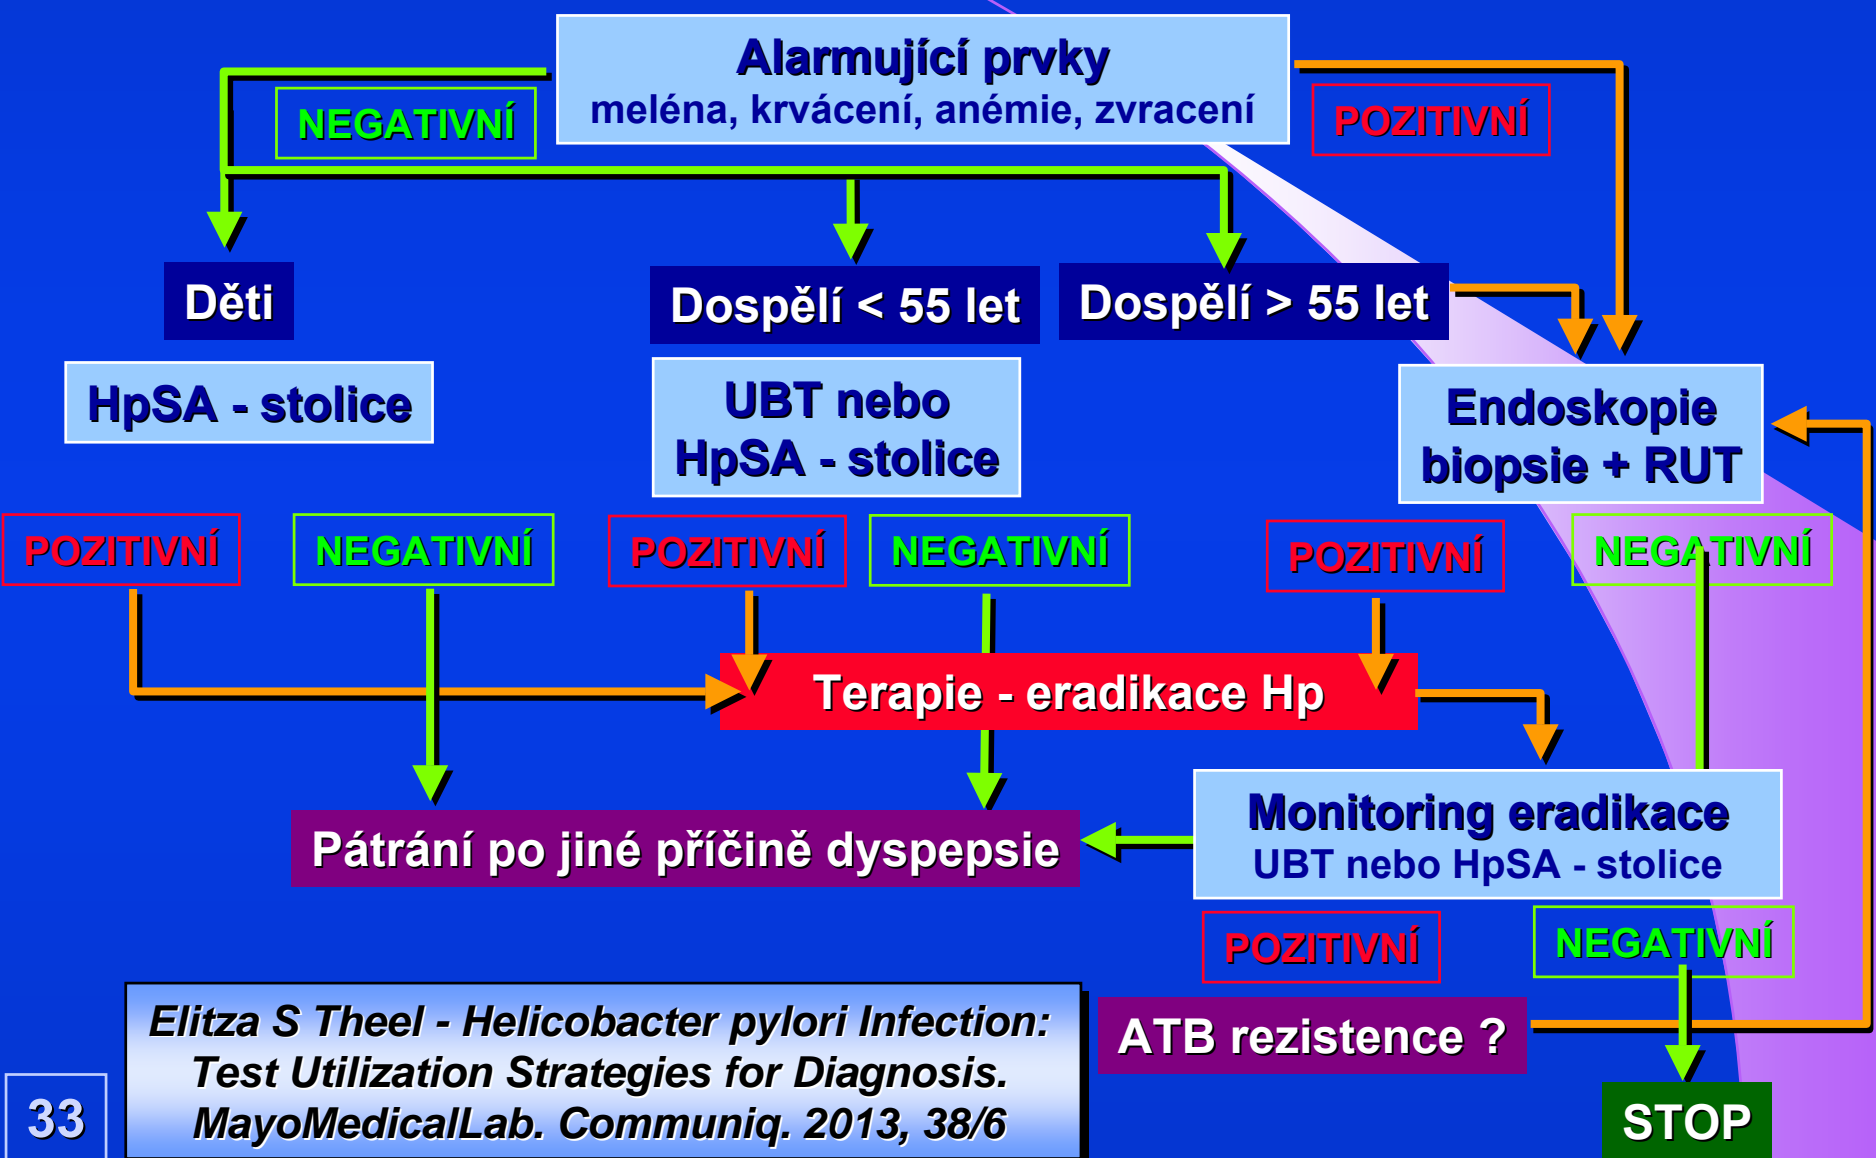 Alarmující prvky
meléna, krvácení, anémie, zvracení
NEGATIVNÍ
POZITIVNÍ
Děti
Dospělí < 55 let
Dospělí > 55 let
HpSA - stolice
UBT nebo
HpSA - stolice
Endoskopie
biopsie + RUT
POZITIVNÍ
NEGATIVNÍ
POZITIVNÍ
NEGATIVNÍ
POZITIVNÍ
NEGATIVNÍ
Terapie - eradikace Hp
Pátrání po jiné příčině dyspepsie
Monitoring eradikace
UBT nebo HpSA - stolice
POZITIVNÍ
NEGATIVNÍ
ATB rezistence ?
STOP
Elitza S Theel - Helicobacter pylori Infection:
Test Utilization Strategies for Diagnosis.
MayoMedicalLab. Communiq. 2013, 38/6
33